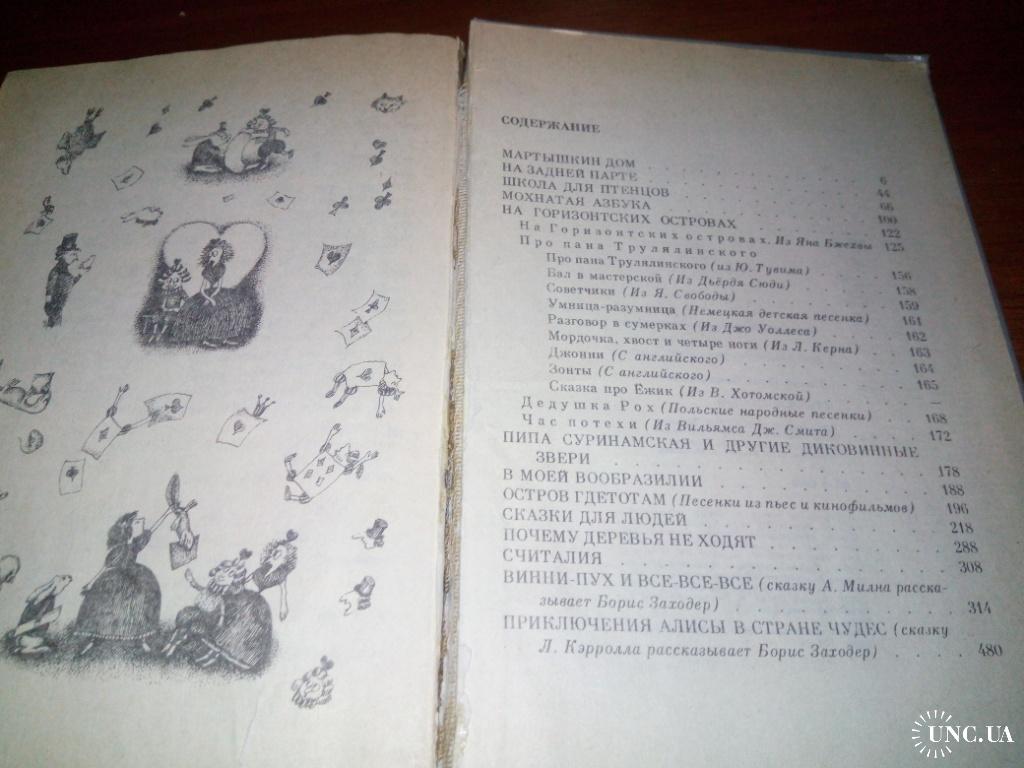 СОДЕРЖАНИЕ
МАРТЫШКИН ДОМ . . . . . . . . . . . . 6
НА ЗАДНЕЙ ПАРТЕ . . . . . . . . . . . . 44
ШКОЛА ДЛЯ ПТЕНЦОВ . . . . . . . . . . . . 66
МОХНАТАЯ АЗБУКА . . . . . . . . . . . . 100
НА ГОРИЗОНТСКИХ ОСТРОВАХ . . . . . . . . 122
На Горизонтских островах. Из Яна Бжехвы 125
Про пана Трулялинского
Про пана Трулялинского (из Ю. Тувима) . . . 156
Бал в мастерской (Из Дьёрдя Сюди) . . . . 158
Советчики (Из Я. Свободы) . . . . . . 159
Умница-разумница (Немецкая детская песенка) . 161
Разговор в сумерках (Из Джо Уоллеса) . . . 162
Мордочка, хвост и четыре ноги (Из Л. Керна) . . 163
Джонни (С английского) . . . . . . 164
Зонты (С английского) . . . . . . 165
Сказка про Ёжик (Из В. Хотомской) . . . . —
Дедушка Рох (Польские народные песенки) . . 168
Час потехи (Из Вильямса Дж. Смита) . . . . 172
ПИПА СУРИНАМСКАЯ И ДРУГИЕ ДИКОВИННЫЕ
ЗВЕРИ . . . . . . . . . . . . 178
В МОЕЙ ВООБРАЗИЛИИ . . . . . . . . 188
ОСТРОВ ГДЕТОТАМ (Песенки из пьес и кинофильмов) . 196
СКАЗКИ ДЛЯ ЛЮДЕЙ . . . . . . . . 218
ПОЧЕМУ ДЕРЕВЬЯ НЕ ХОДЯТ . . . . . . . 288
СЧИТАЛИЯ . . . . . . . . . . . . 308
ВИННИ-ПУХ И ВСЕ-ВСЕ-ВСЕ (сказку А. Милна расска-
зывает Борис Заходер) . . . . . . . . 314
ПРИКЛЮЧЕНИЯ АЛИСЫ В СТРАНЕ ЧУДЕС (сказку
Л. Кэрролла рассказывает Борис Заходер) . . . . 480
UNC.UA